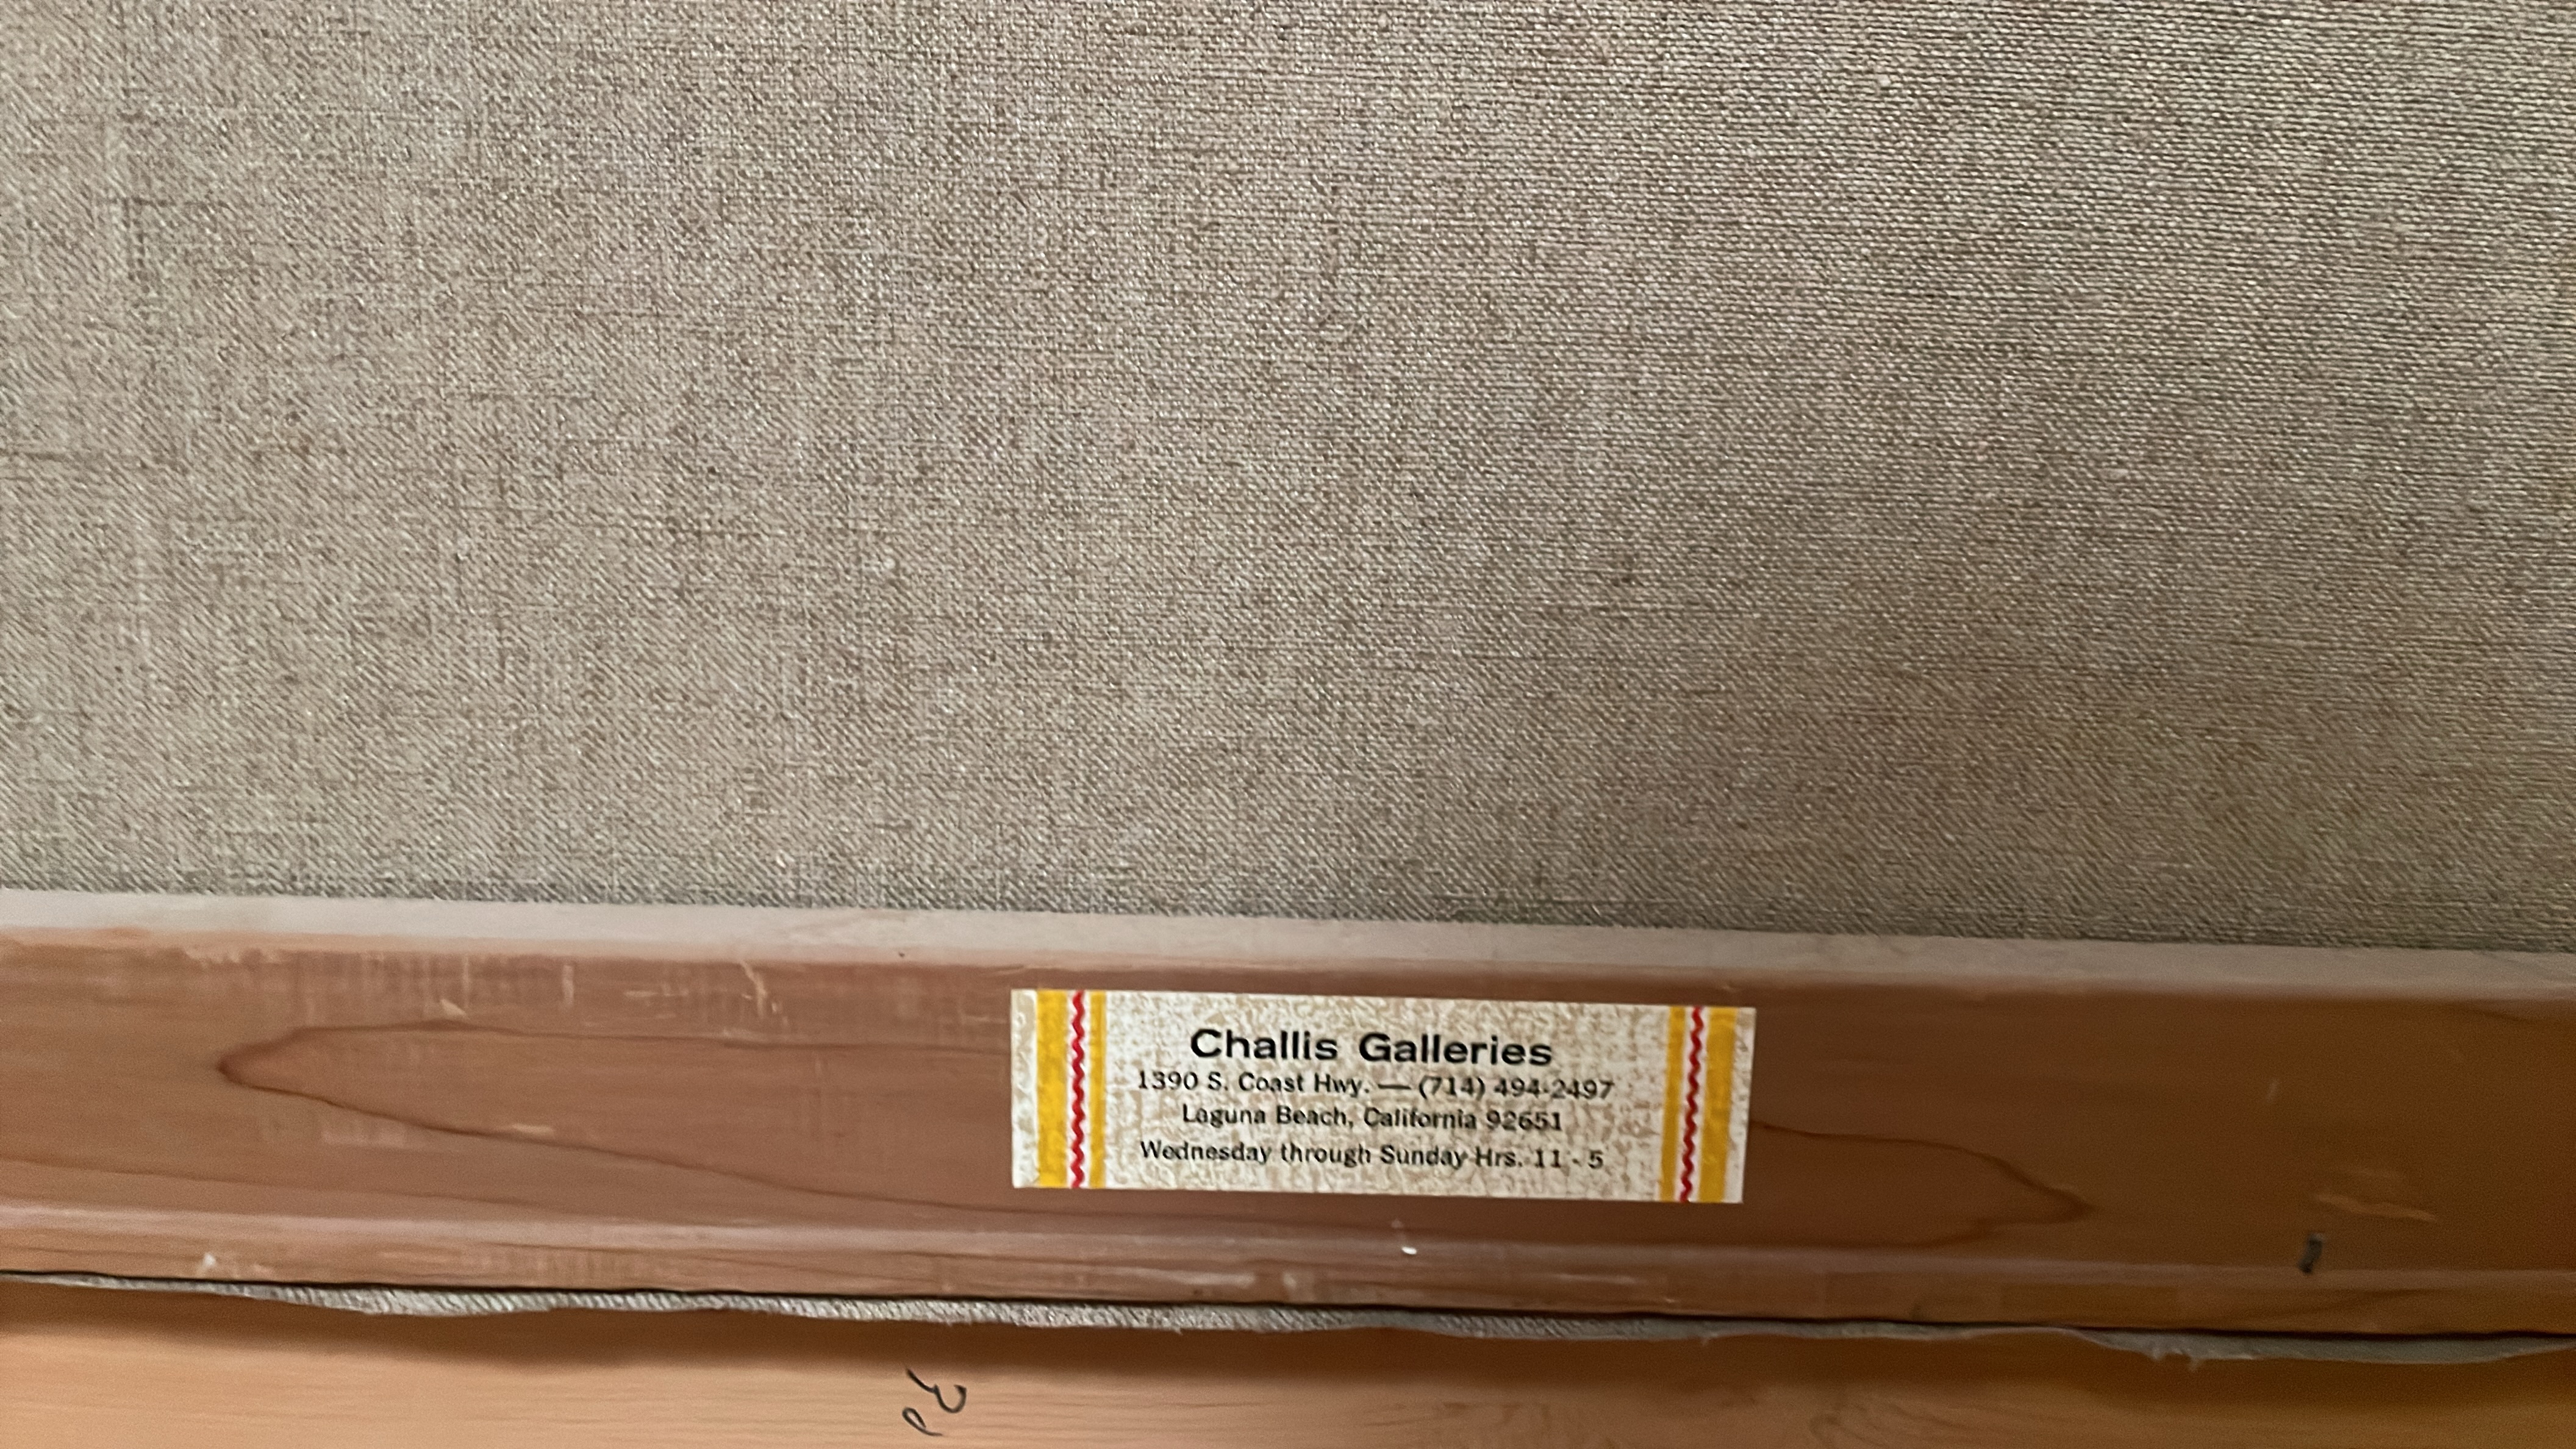 Challis Galleries
1390 S. Coast Hwy. — (714) 494-2497
Laguna Beach, California 92651
Wednesday through Sunday Hrs. 11 - 5